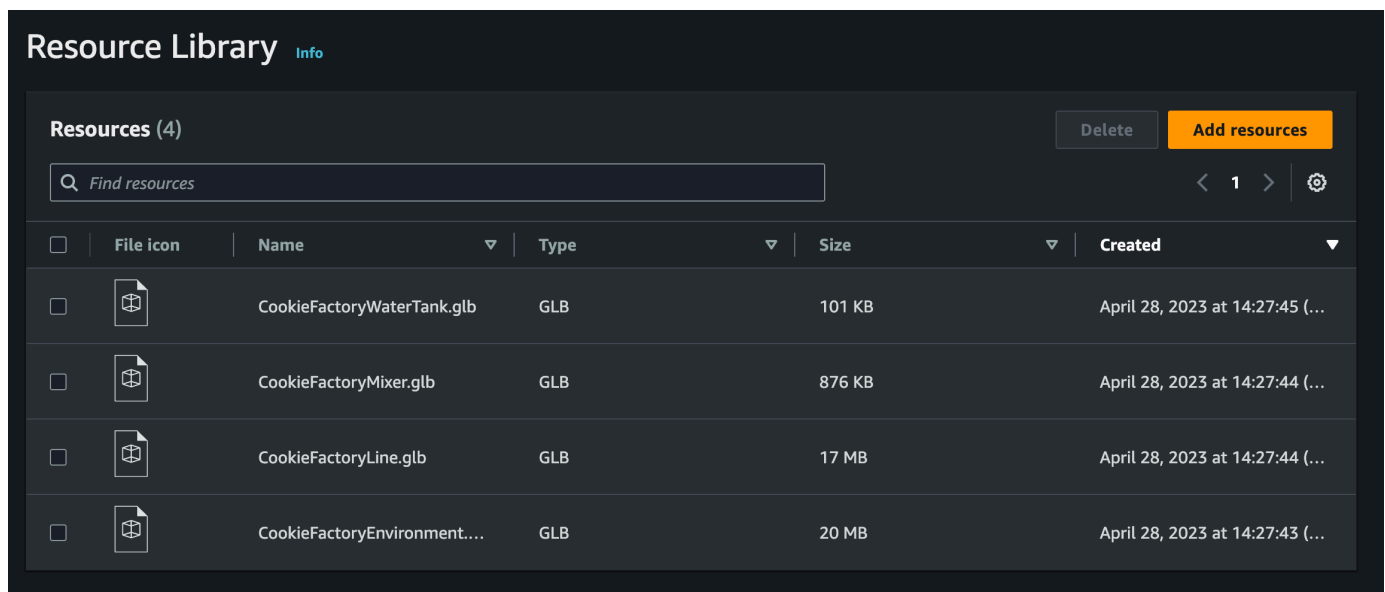 Resource Library Info
Resources (4) Delete Add resources
Find resources 1
File icon Name Type Size Created
CookieFactoryWaterTank.glb GLB 101 KB April 28, 2023 at 14:27:45 (...
CookieFactoryMixer.glb GLB 876 KB April 28, 2023 at 14:27:44 (...
CookieFactoryLine.glb GLB 17 MB April 28, 2023 at 14:27:44 (...
CookieFactoryEnvironment.... GLB 20 MB April 28, 2023 at 14:27:43 (...